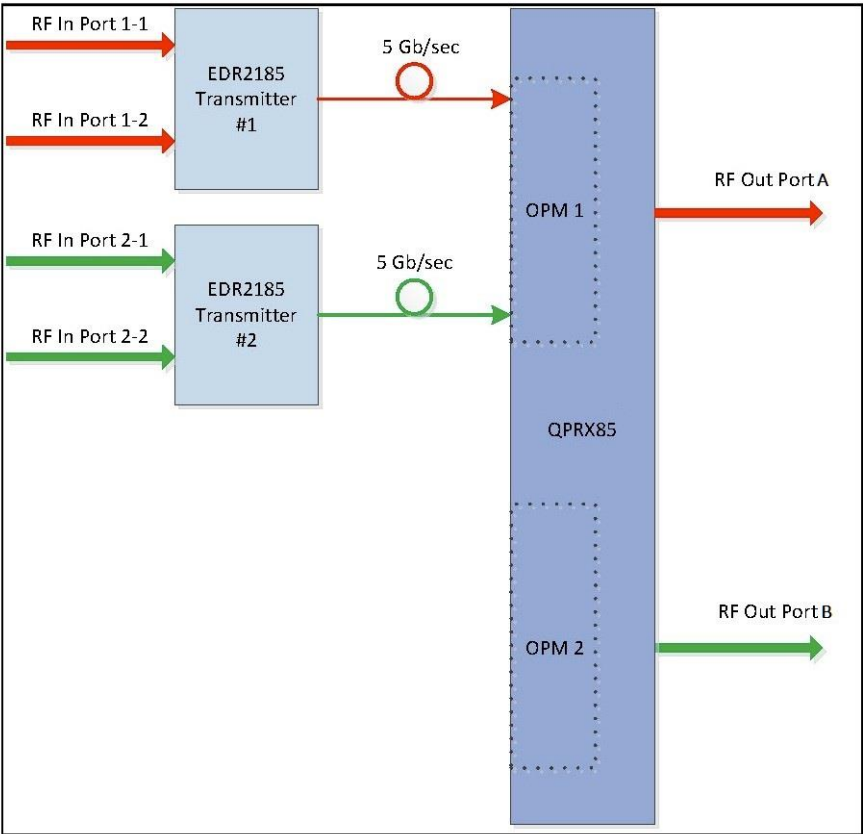 RF In Port 1-1
RF In Port 1-2
EDR2185
Transmitter
#1
5 Gb/sec
RF In Port 2-1
RF In Port 2-2
EDR2185
Transmitter
#2
5 Gb/sec
OPM 1
QPRX85
OPM 2
RF Out Port A
RF Out Port B